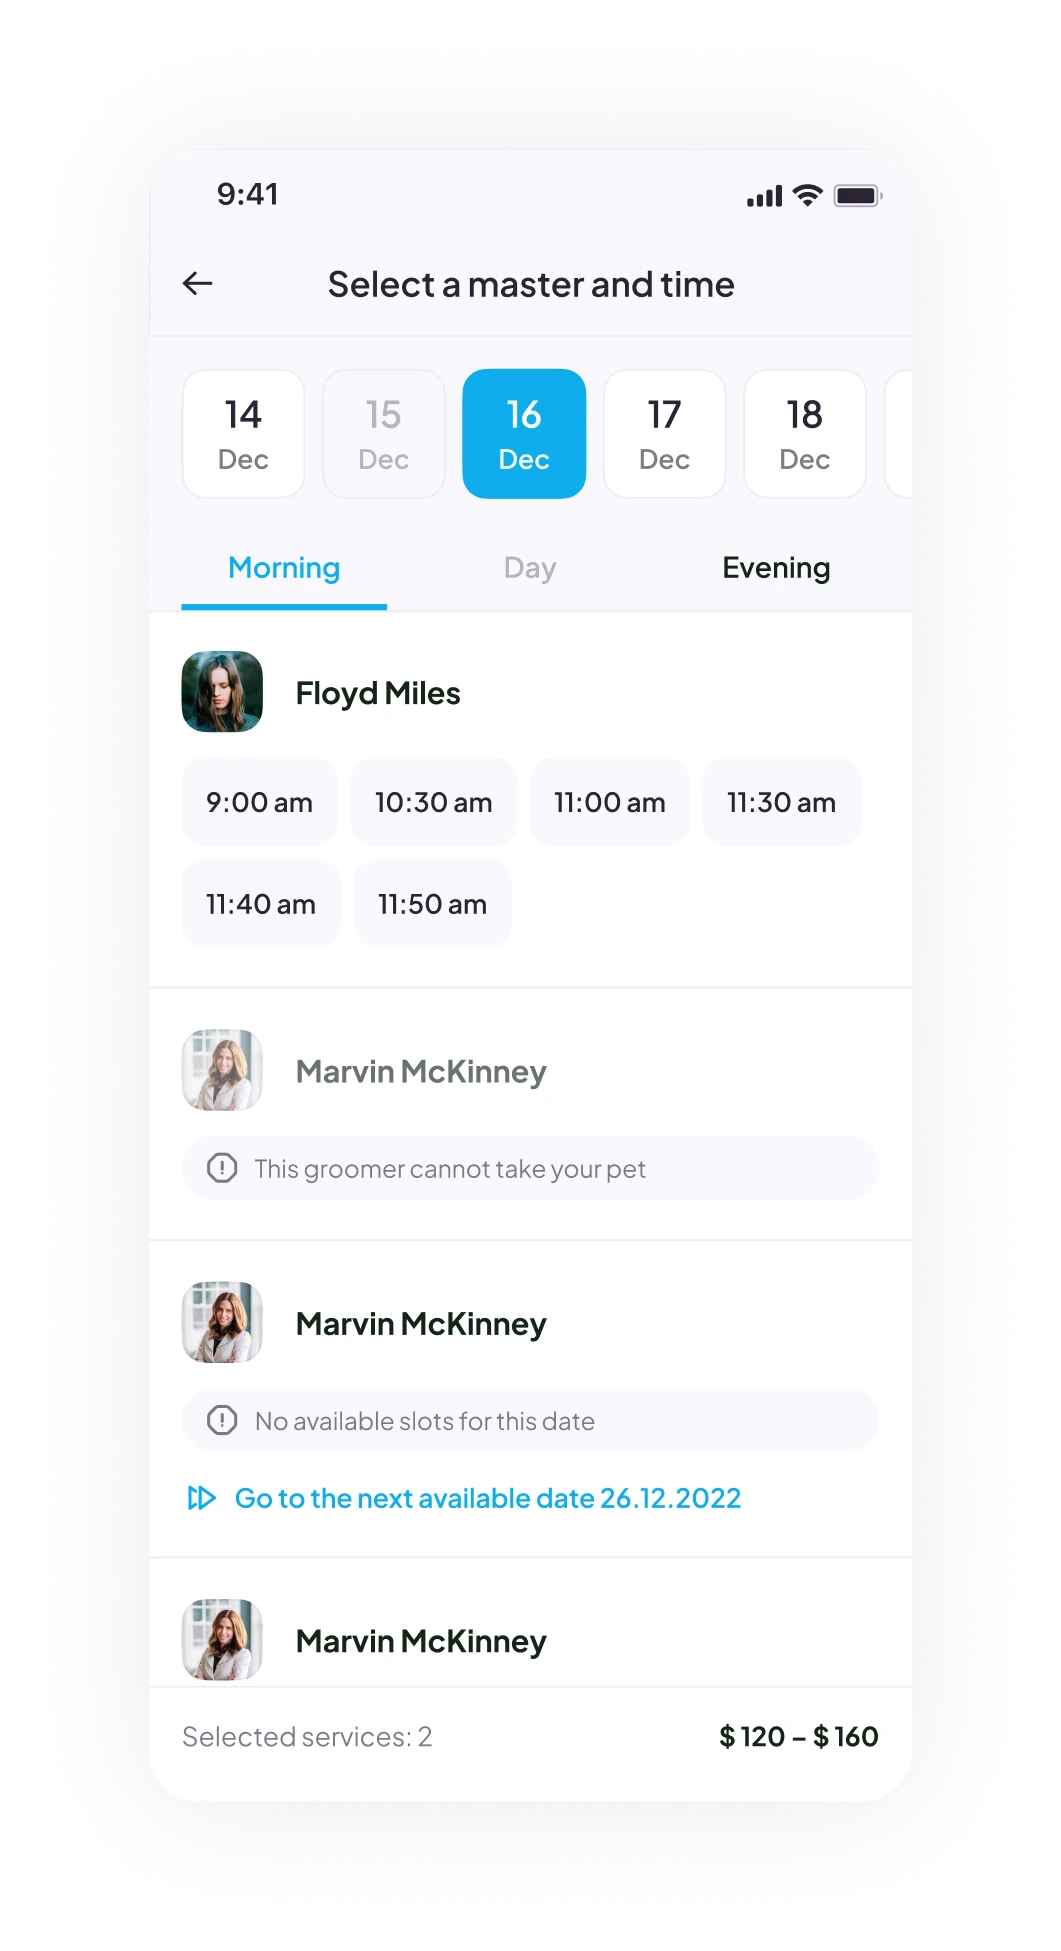 9:41
Select a master and time
14 15 16 17 18
Dec Dec Dec Dec Dec
Morning Day Evening
Floyd Miles
9:00 am 10:30 am 11:00 am 11:30 am
11:40 am 11:50 am
Marvin McKinney
This groomer cannot take your pet
Marvin McKinney
No available slots for this date
Go to the next available date 26.12.2022
Marvin McKinney
Selected services: 2 $ 120 – $ 160